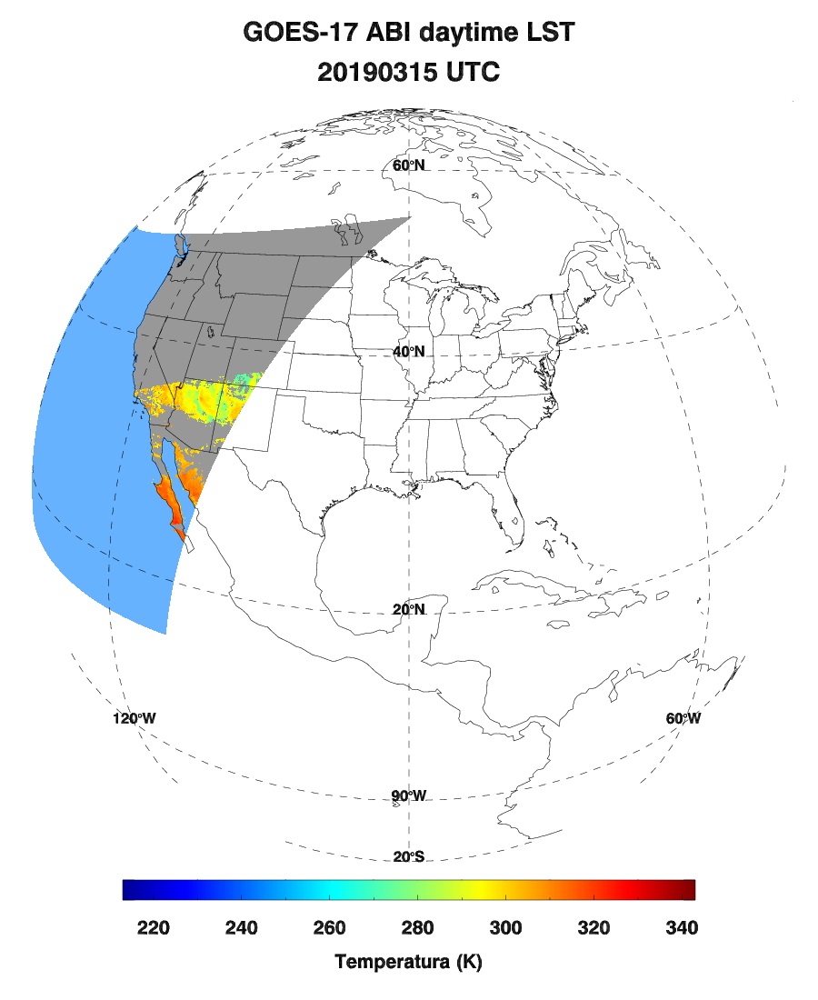 GOES-17 ABI daytime LST
20190315 UTC
60°N
40°N
20°N
120°W
60°W
90°W
20°S
220 240 260 280 300 320 340
Temperatura (K)